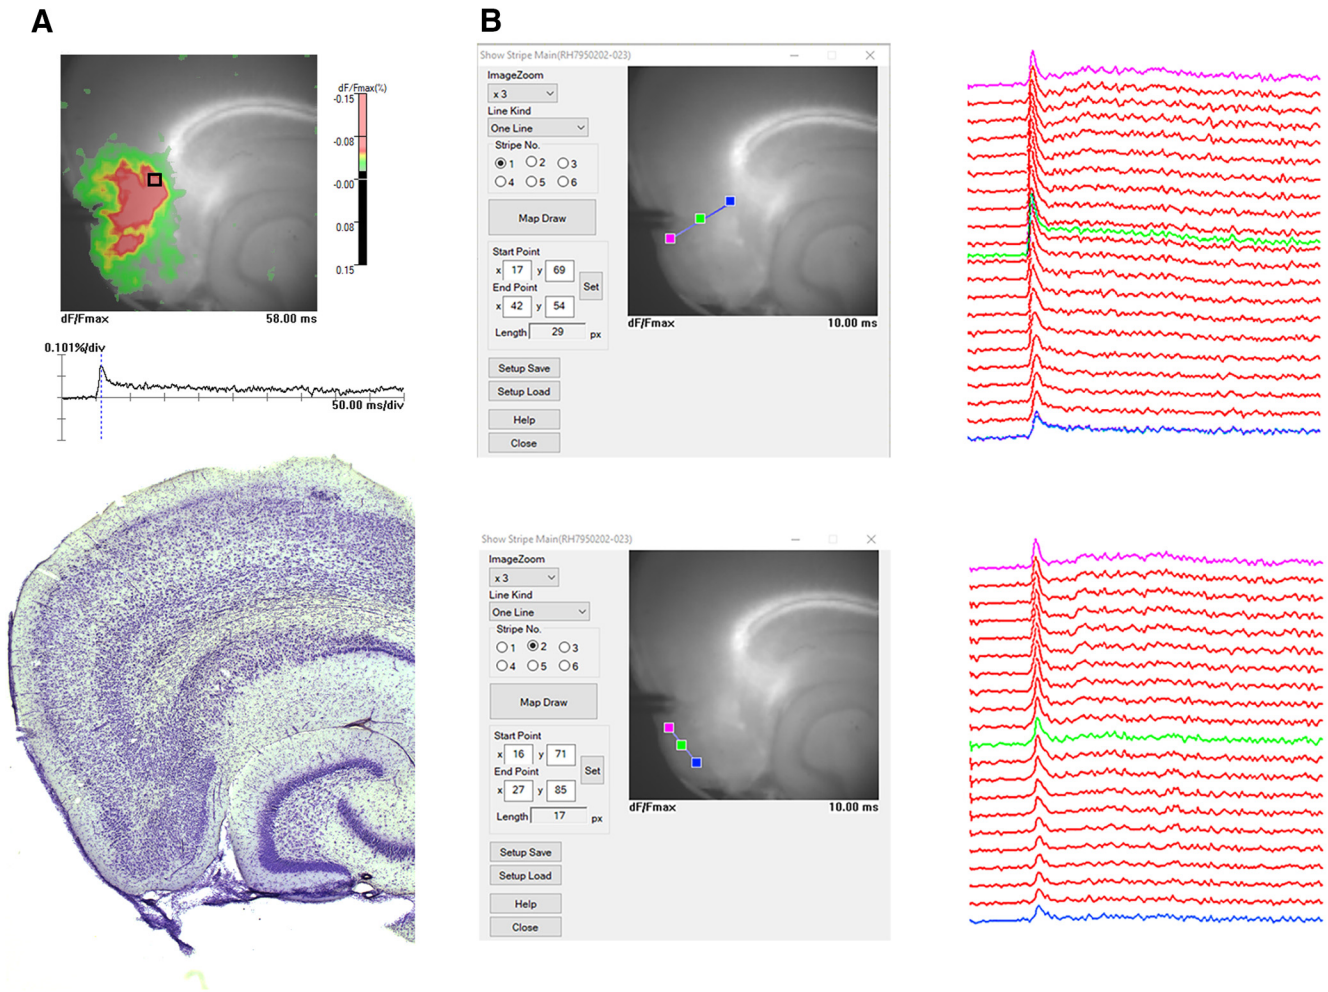 A
dF/Fmax(%)
-0.15
-0.08
-0.00
0.08
0.15
dF/Fmax 58.00 ms
0.101%/div
50.00 ms/div
B
Show Stripe Main(RH7950202-023)
ImageZoom
x 3
Line Kind
One Line
Stripe No.
1 2 3
4 5 6
Map Draw
Start Point
x 17 y 69
End Point
x 42 y 54
Set
Length 29 px
Setup Save
Setup Load
Help
Close
dF/Fmax 10.00 ms
Show Stripe Main(RH7950202-023)
ImageZoom
x 3
Line Kind
One Line
Stripe No.
1 2 3
4 5 6
Map Draw
Start Point
x 16 y 71
End Point
x 27 y 85
Set
Length 17 px
Setup Save
Setup Load
Help
Close
dF/Fmax 10.00 ms